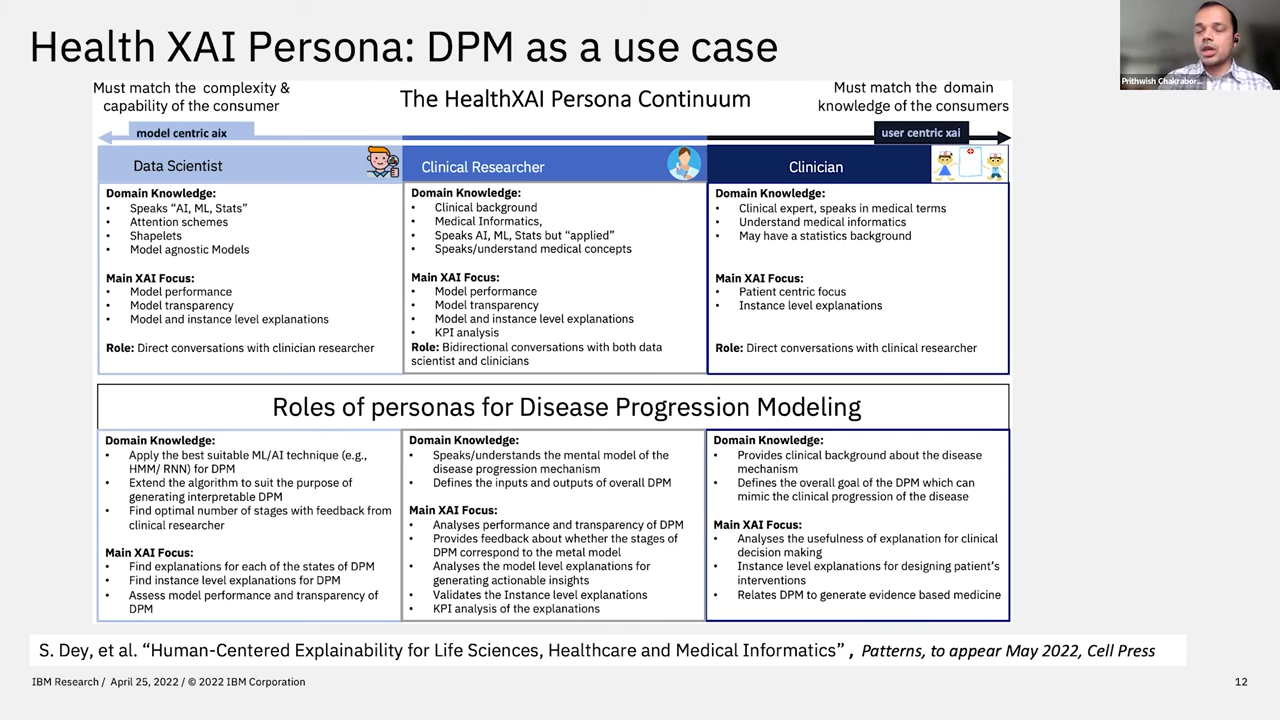 Health XAI Persona: DPM as a use case
Prithwish Chakrabor...
Must match the complexity &
capability of the consumer
The HealthXAI Persona Continuum
Must match the domain
knowledge of the consumers
model centric aix
user centric xai
Data Scientist
Domain Knowledge:
• Speaks “AI, ML, Stats”
• Attention schemes
• Shapelets
• Model agnostic Models
Main XAI Focus:
• Model performance
• Model transparency
• Model and instance level explanations
Role: Direct conversations with clinician researcher
Clinical Researcher
Domain Knowledge:
• Clinical background
• Medical Informatics,
• Speaks AI, ML, Stats but “applied”
• Speaks/understand medical concepts
Main XAI Focus:
• Model performance
• Model transparency
• Model and instance level explanations
• KPI analysis
Role: Bidirectional conversations with both data
scientist and clinicians
Clinician
Domain Knowledge:
• Clinical expert, speaks in medical terms
• Understand medical informatics
• May have a statistics background
Main XAI Focus:
• Patient centric focus
• Instance level explanations
Role: Direct conversations with clinical researcher
Roles of personas for Disease Progression Modeling
Domain Knowledge:
• Apply the best suitable ML/AI technique (e.g.,
HMM/ RNN) for DPM
• Extend the algorithm to suit the purpose of
generating interpretable DPM
• Find optimal number of stages with feedback from
clinical researcher
Main XAI Focus:
• Find explanations for each of the states of DPM
• Find instance level explanations for DPM
• Assess model performance and transparency of
DPM
Domain Knowledge:
• Speaks/understands the mental model of the
disease progression mechanism
• Defines the inputs and outputs of overall DPM
Main XAI Focus:
• Analyses performance and transparency of DPM
• Provides feedback about whether the stages of
DPM correspond to the metal model
• Analyses the model level explanations for
generating actionable insights
• Validates the Instance level explanations
• KPI analysis of the explanations
Domain Knowledge:
• Provides clinical background about the disease
mechanism
• Defines the overall goal of the DPM which can
mimic the clinical progression of the disease
Main XAI Focus:
• Analyses the usefulness of explanation for clinical
decision making
• Instance level explanations for designing patient’s
interventions
• Relates DPM to generate evidence based medicine
S. Dey, et al. “Human-Centered Explainability for Life Sciences, Healthcare and Medical Informatics” , Patterns, to appear May 2022, Cell Press
IBM Research / April 25, 2022 / © 2022 IBM Corporation
12